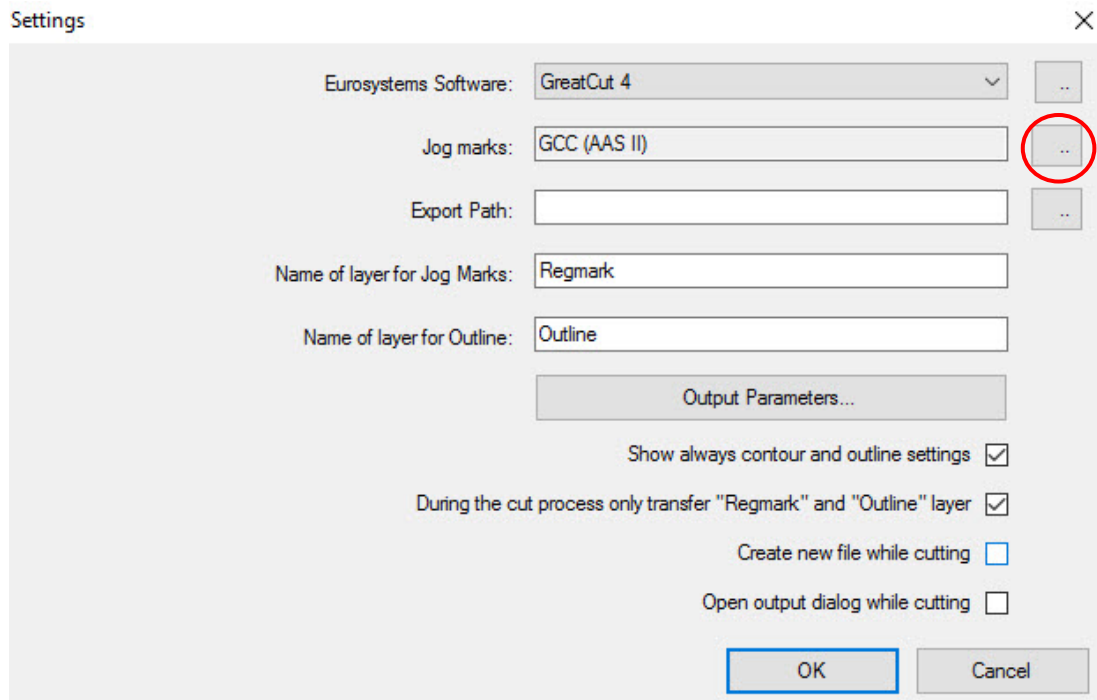 Settings
Eurosystems Software: GreatCut 4 ..
Jog marks: GCC (AAS II) ..
Export Path: ..
Name of layer for Jog Marks: Regmark
Name of layer for Outline: Outline
Output Parameters...
Show always contour and outline settings
During the cut process only transfer "Regmark" and "Outline" layer
Create new file while cutting
Open output dialog while cutting
OK Cancel